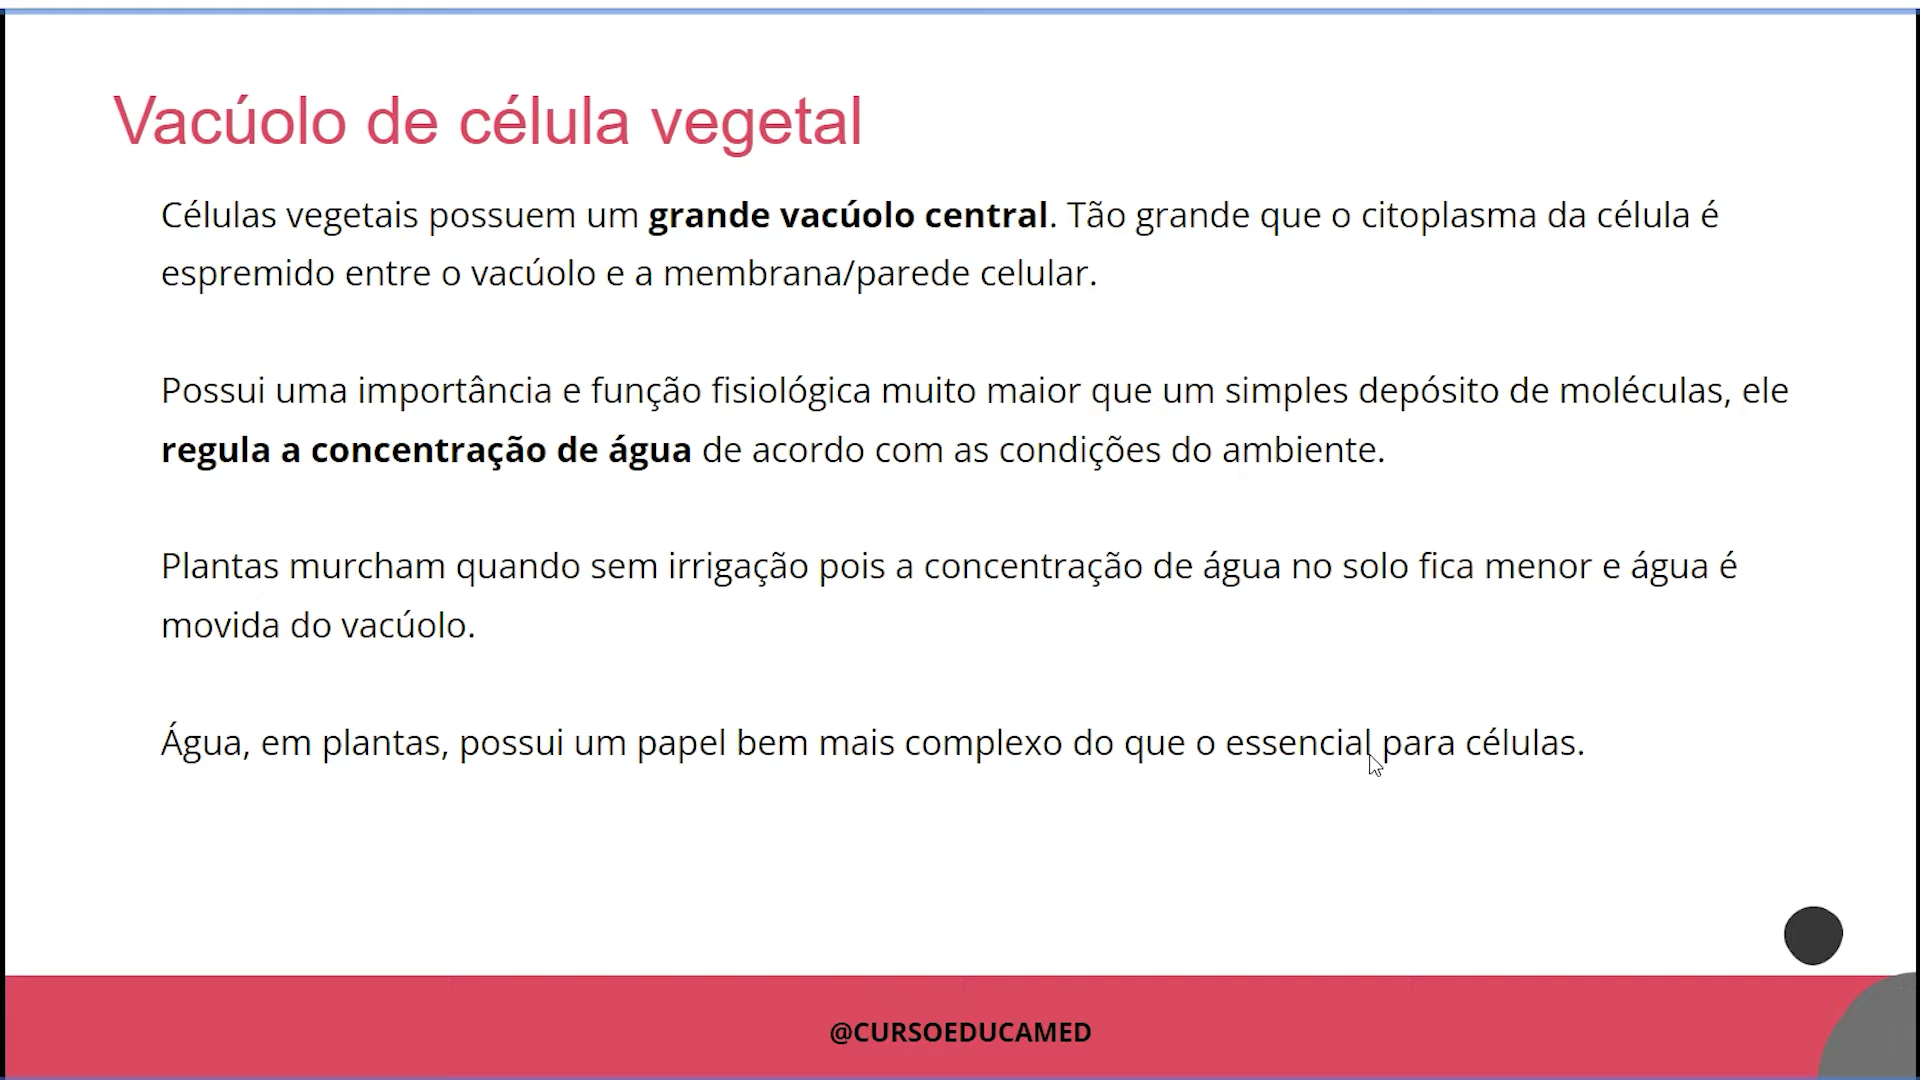 Vacúolo de célula vegetal
Células vegetais possuem um grande vacúolo central. Tão grande que o citoplasma da célula é
espremido entre o vacúolo e a membrana/parede celular.
Possui uma importância e função fisiológica muito maior que um simples depósito de moléculas, ele
regula a concentração de água de acordo com as condições do ambiente.
Plantas murcham quando sem irrigação pois a concentração de água no solo fica menor e água é
movida do vacúolo.
Água, em plantas, possui um papel bem mais complexo do que o essencial para células.
@CURSOEDUCAMED